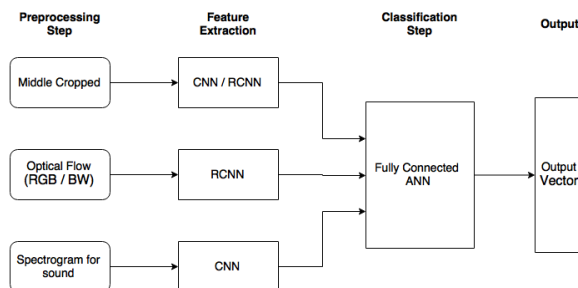 Preprocessing
Step
Feature
Extraction
Classification
Step
Output
Middle Cropped
CNN / RCNN
Optical Flow
(RGB / BW)
RCNN
Fully Connected
ANN
Output
Vector
Spectrogram for
sound
CNN